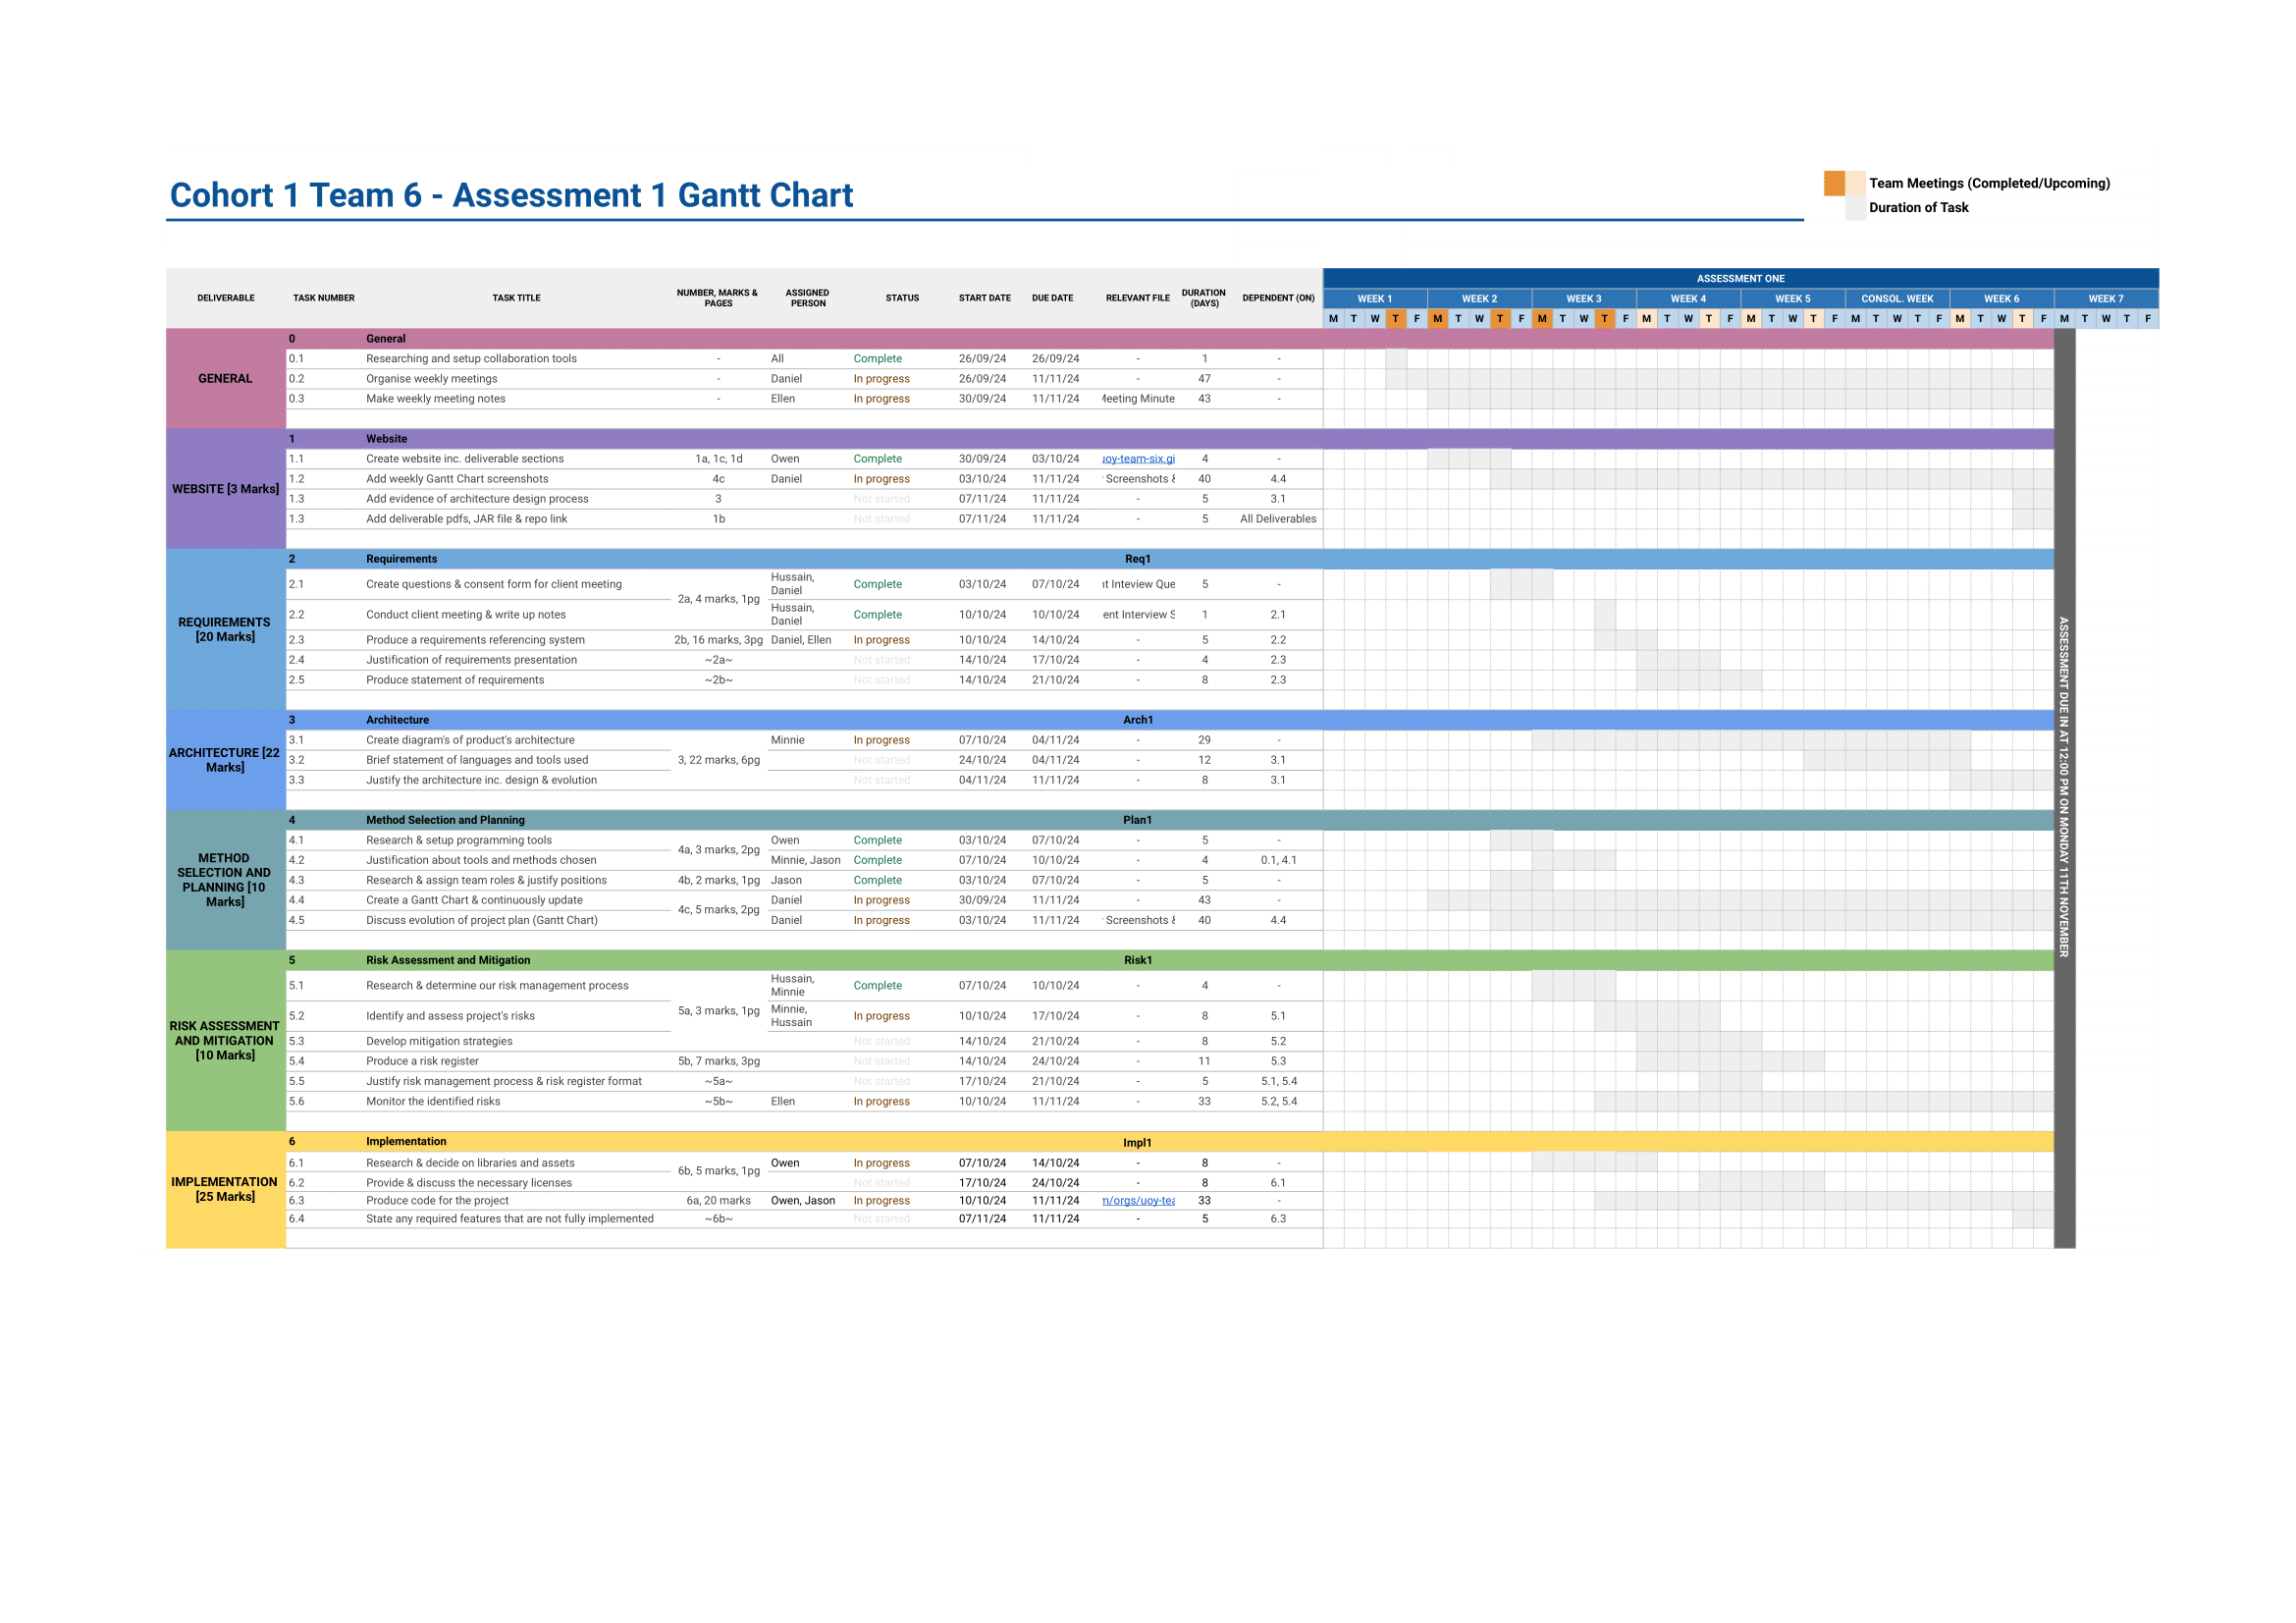 Cohort 1 Team 6 - Assessment 1 Gantt Chart
Team Meetings (Completed/Upcoming)
Duration of Task
DELIVERABLE TASK NUMBER TASK TITLE NUMBER, MARKS & PAGES ASSIGNED PERSON STATUS START DATE DUE DATE RELEVANT FILE DURATION (DAYS) DEPENDENT (ON) ASSESSMENT ONE
WEEK 1 WEEK 2 WEEK 3 WEEK 4 WEEK 5 CONSOL. WEEK WEEK 6 WEEK 7
M T W T F M T W T F M T W T F M T W T F M T W T F M T W T F M T W T F M T W T F
GENERAL
0 General
0.1 Researching and setup collaboration tools - All Complete 26/09/24 26/09/24 - 1 -
0.2 Organise weekly meetings - Daniel In progress 26/09/24 11/11/24 - 47 -
0.3 Make weekly meeting notes - Ellen In progress 30/09/24 11/11/24 Meeting Minute 43 -
WEBSITE [3 Marks]
1 Website
1.1 Create website inc. deliverable sections 1a, 1c, 1d Owen Complete 30/09/24 03/10/24 uoy-team-six.gi 4 -
1.2 Add weekly Gantt Chart screenshots 4c Daniel In progress 03/10/24 11/11/24 Screenshots & 40 4.4
1.3 Add evidence of architecture design process 3 Not started 07/11/24 11/11/24 - 5 3.1
1.3 Add deliverable pdfs, JAR file & repo link 1b Not started 07/11/24 11/11/24 - 5 All Deliverables
REQUIREMENTS [20 Marks]
2 Requirements Req1
2.1 Create questions & consent form for client meeting 2a, 4 marks, 1pg Hussain, Daniel Complete 03/10/24 07/10/24 nt Inteview Que 5 -
2.2 Conduct client meeting & write up notes Hussain, Daniel Complete 10/10/24 10/10/24 ent Interview S 1 2.1
2.3 Produce a requirements referencing system 2b, 16 marks, 3pg Daniel, Ellen In progress 10/10/24 14/10/24 - 5 2.2
2.4 Justification of requirements presentation ~2a~ Not started 14/10/24 17/10/24 - 4 2.3
2.5 Produce statement of requirements ~2b~ Not started 14/10/24 21/10/24 - 8 2.3
ARCHITECTURE [22 Marks]
3 Architecture Arch1
3.1 Create diagram's of product's architecture Minnie In progress 07/10/24 04/11/24 - 29 -
3.2 Brief statement of languages and tools used 3, 22 marks, 6pg Not started 24/10/24 04/11/24 - 12 3.1
3.3 Justify the architecture inc. design & evolution Not started 04/11/24 11/11/24 - 8 3.1
METHOD SELECTION AND PLANNING [10 Marks]
4 Method Selection and Planning Plan1
4.1 Research & setup programming tools 4a, 3 marks, 2pg Owen Complete 03/10/24 07/10/24 - 5 -
4.2 Justification about tools and methods chosen Minnie, Jason Complete 07/10/24 10/10/24 - 4 0.1, 4.1
4.3 Research & assign team roles & justify positions 4b, 2 marks, 1pg Jason Complete 03/10/24 07/10/24 - 5 -
4.4 Create a Gantt Chart & continuously update 4c, 5 marks, 2pg Daniel In progress 30/09/24 11/11/24 - 43 -
4.5 Discuss evolution of project plan (Gantt Chart) Daniel In progress 03/10/24 11/11/24 Screenshots & 40 4.4
RISK ASSESSMENT AND MITIGATION [10 Marks]
5 Risk Assessment and Mitigation Risk1
5.1 Research & determine our risk management process 5a, 3 marks, 1pg Hussain, Minnie Complete 07/10/24 10/10/24 - 4 -
5.2 Identify and assess project's risks Minnie, Hussain In progress 10/10/24 17/10/24 - 8 5.1
5.3 Develop mitigation strategies Not started 14/10/24 21/10/24 - 8 5.2
5.4 Produce a risk register 5b, 7 marks, 3pg Not started 14/10/24 24/10/24 - 11 5.3
5.5 Justify risk management process & risk register format ~5a~ Not started 17/10/24 21/10/24 - 5 5.1, 5.4
5.6 Monitor the identified risks ~5b~ Ellen In progress 10/10/24 11/11/24 - 33 5.2, 5.4
IMPLEMENTATION [25 Marks]
6 Implementation Impl1
6.1 Research & decide on libraries and assets 6b, 5 marks, 1pg Owen In progress 07/10/24 14/10/24 - 8 -
6.2 Provide & discuss the necessary licenses Not started 17/10/24 24/10/24 - 8 6.1
6.3 Produce code for the project 6a, 20 marks Owen, Jason In progress 10/10/24 11/11/24 m/orgs/uoy-tea 33 -
6.4 State any required features that are not fully implemented ~6b~ Not started 07/11/24 11/11/24 - 5 6.3
ASSESSMENT DUE IN AT 12:00 PM ON MONDAY 11TH NOVEMBER